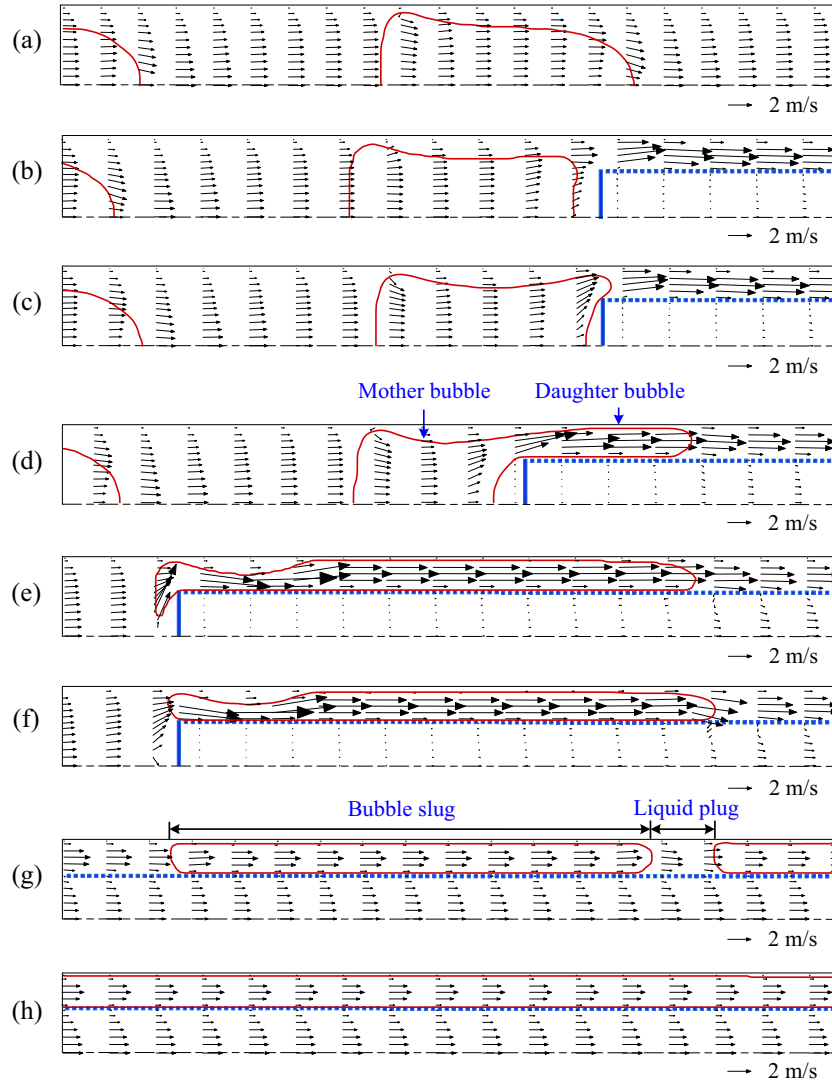 (a)
2 m/s
(b)
2 m/s
(c)
2 m/s
Mother bubble Daughter bubble
(d)
2 m/s
(e)
2 m/s
(f)
2 m/s
Bubble slug Liquid plug
(g)
2 m/s
(h)
2 m/s